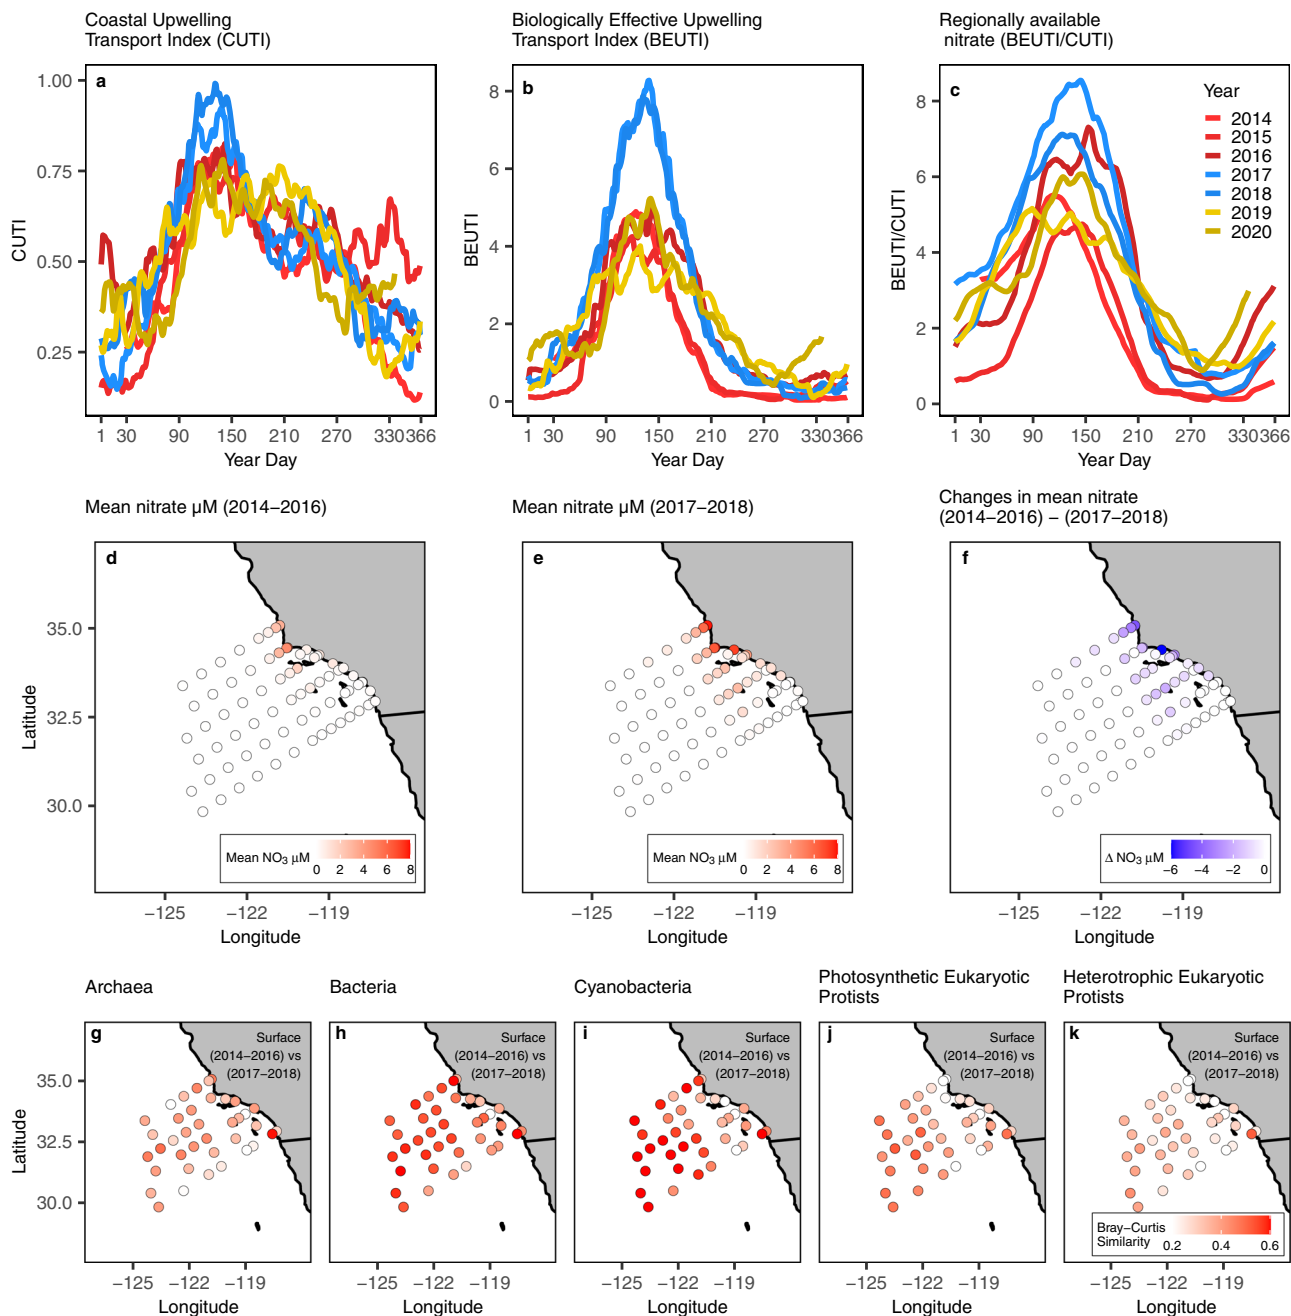 Coastal Upwelling
Transport Index (CUTI)
Biologically Effective Upwelling
Transport Index (BEUTI)
Regionally available
nitrate (BEUTI/CUTI)
a
1.00
0.75
0.50
0.25
CUTI
1 30 90 150 210 270 330 366
Year Day
b
8
6
4
2
0
BEUTI
1 30 90 150 210 270 330 366
Year Day
c
8
6
4
2
0
BEUTI/CUTI
Year
2014
2015
2016
2017
2018
2019
2020
1 30 90 150 210 270 330 366
Year Day
Mean nitrate µM (2014–2016)
Mean nitrate µM (2017–2018)
Changes in mean nitrate
(2014–2016) – (2017–2018)
d
35.0
32.5
30.0
Latitude
Mean NO₃ µM
0 2 4 6 8
−125 −122 −119
Longitude
e
Mean NO₃ µM
0 2 4 6 8
−125 −122 −119
Longitude
f
Δ NO₃ µM
−6 −4 −2 0
−125 −122 −119
Longitude
Archaea
Bacteria
Cyanobacteria
Photosynthetic Eukaryotic
Protists
Heterotrophic Eukaryotic
Protists
g
Surface
(2014–2016) vs
(2017–2018)
35.0
32.5
30.0
Latitude
−125 −122 −119
Longitude
h
Surface
(2014–2016) vs
(2017–2018)
−125 −122 −119
Longitude
i
Surface
(2014–2016) vs
(2017–2018)
−125 −122 −119
Longitude
j
Surface
(2014–2016) vs
(2017–2018)
−125 −122 −119
Longitude
k
Surface
(2014–2016) vs
(2017–2018)
Bray−Curtis
Similarity
0.2 0.4 0.6
−125 −122 −119
Longitude